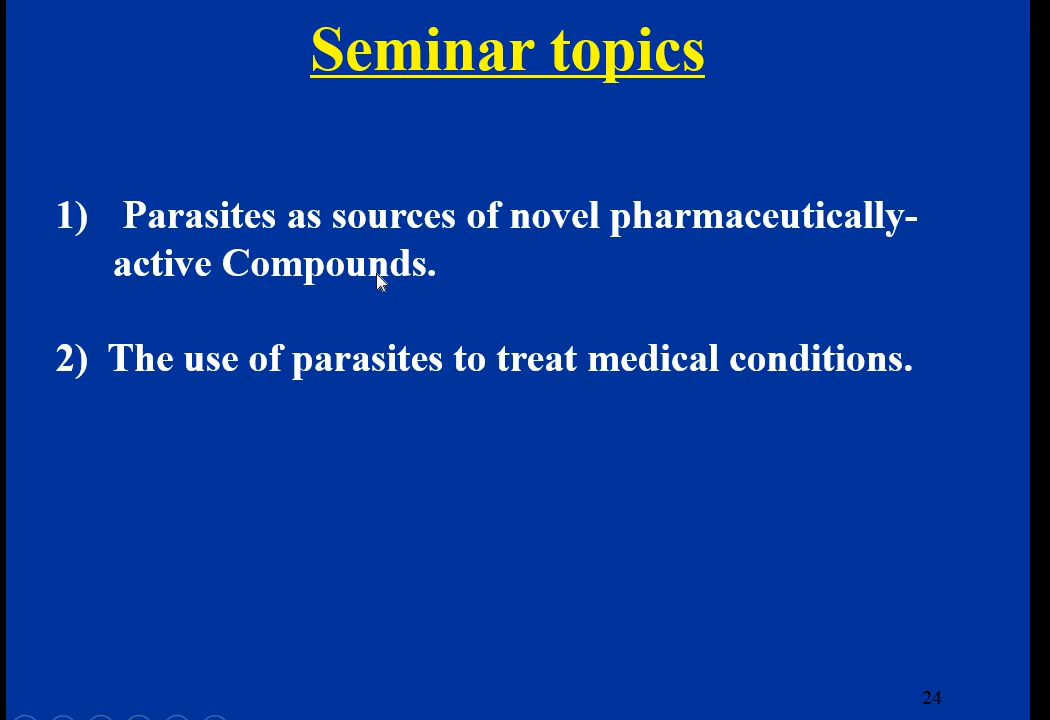 Seminar topics
1) Parasites as sources of novel pharmaceutically-
active Compounds.
2) The use of parasites to treat medical conditions.
24